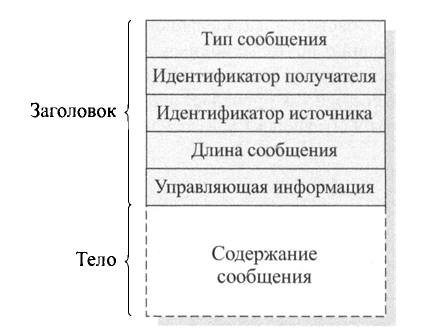 Тип сообщения
Идентификатор получателя
Заголовок
Идентификатор источника
Длина сообщения
Управляющая информация
Тело
Содержание
сообщения